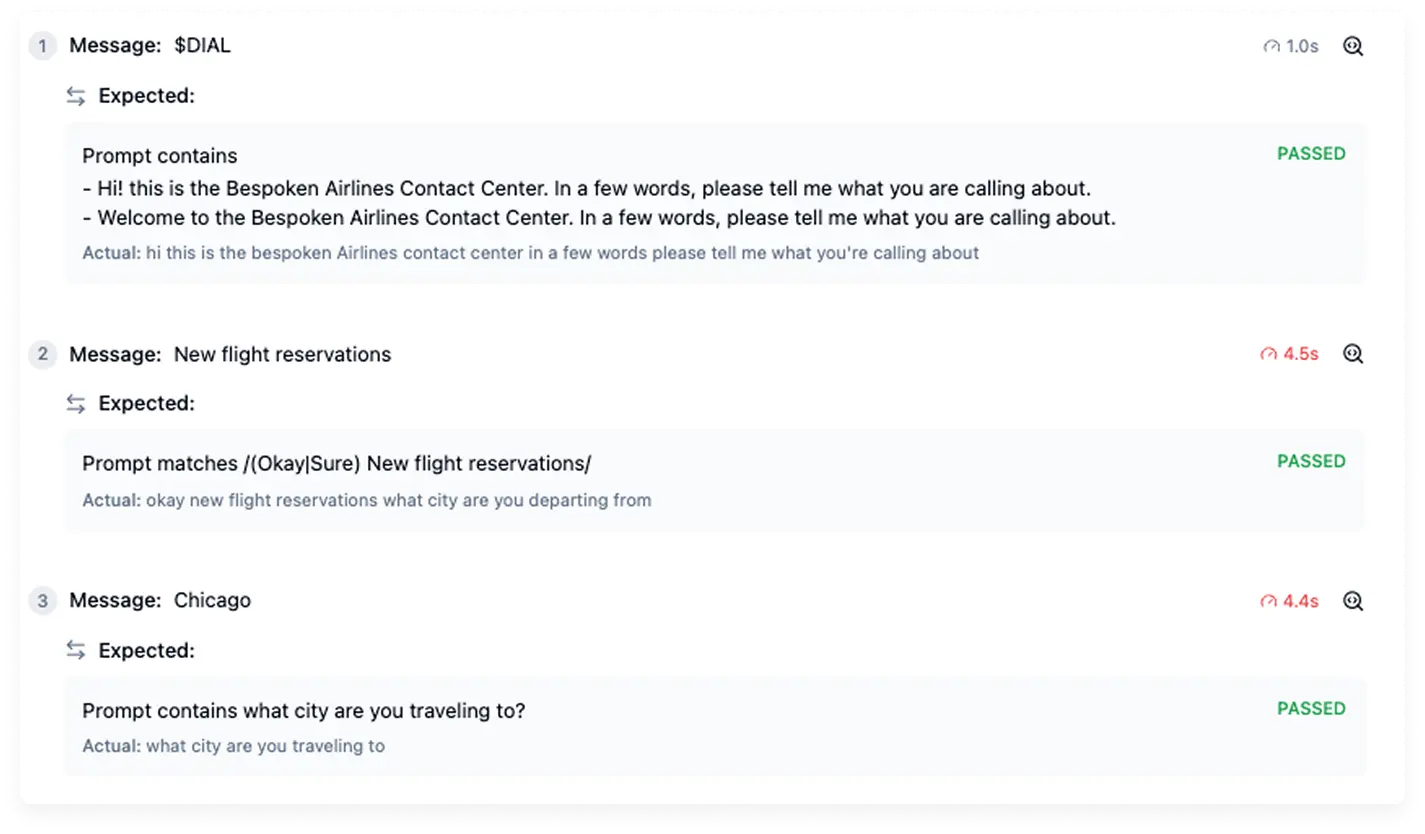 1 Message: $DIAL 1.0s
Expected:
Prompt contains PASSED
- Hi! this is the Bespoken Airlines Contact Center. In a few words, please tell me what you are calling about.
- Welcome to the Bespoken Airlines Contact Center. In a few words, please tell me what you are calling about.
Actual: hi this is the bespoken Airlines contact center in a few words please tell me what you're calling about
2 Message: New flight reservations 4.5s
Expected:
Prompt matches /(Okay|Sure) New flight reservations/ PASSED
Actual: okay new flight reservations what city are you departing from
3 Message: Chicago 4.4s
Expected:
Prompt contains what city are you traveling to? PASSED
Actual: what city are you traveling to